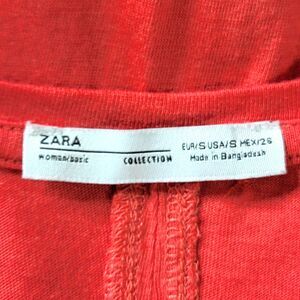 ZARA
woman/basic COLLECTION
EUR/S USA/S MEX/26
Made in Bangladesh